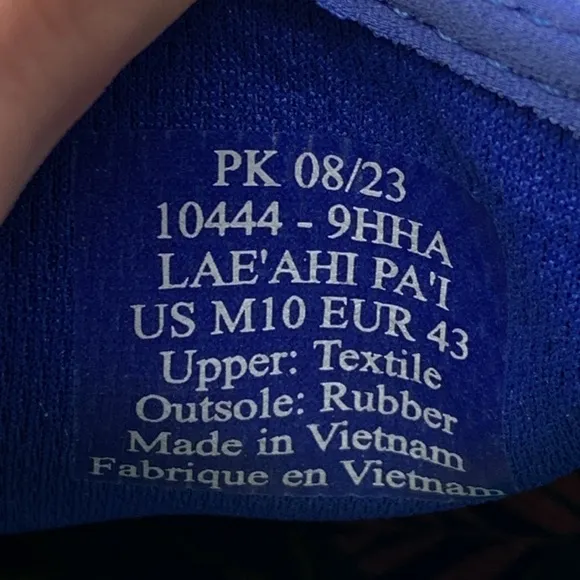 PK 08/23
10444 - 9HHA
LAE'AHI PA'I
US M10 EUR 43
Upper: Textile
Outsole: Rubber
Made in Vietnam
Fabrique en Vietnam